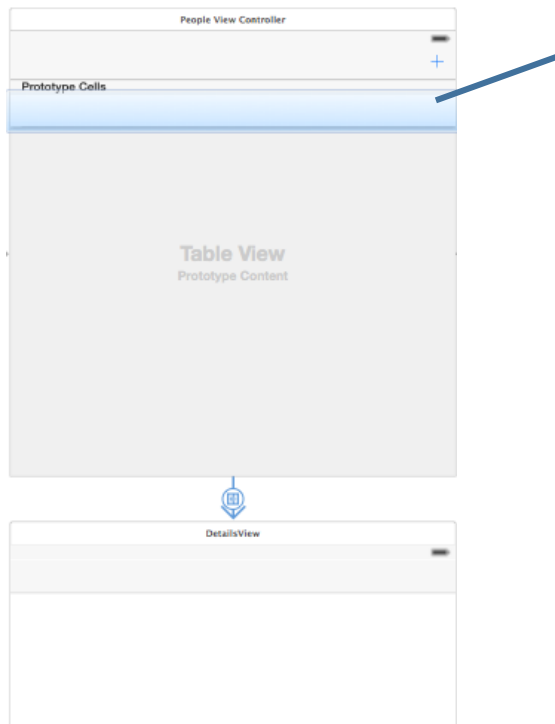 People View Controller
+
Prototype Cells
Table View
Prototype Content
DetailsView